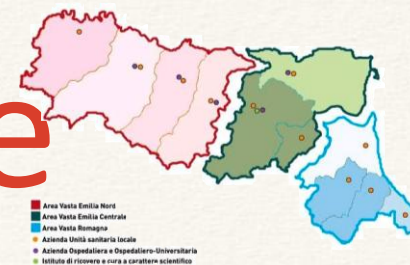 e
Area Vasta Emilia Nord
Area Vasta Emilia Centrale
Area Vasta Romagna
Azienda Unità sanitaria locale
Azienda Ospedaliera e Ospedaliero-Universitaria
Istituto di ricovero e cura a carattere scientifico